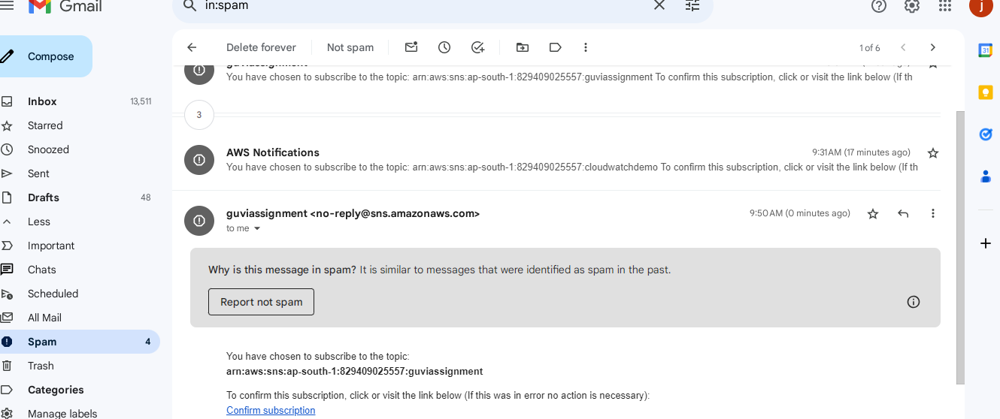 Gmail
in:spam
j
Compose
Delete forever
Not spam
1 of 6
31
guviassignment
You have chosen to subscribe to the topic: arn:aws:sns:ap-south-1:829409025557:guviassignment To confirm this subscription, click or visit the link below (If th
Inbox 13,511
Starred
Snoozed
Sent
Drafts 48
Less
Important
Chats
Scheduled
All Mail
Spam 4
Trash
Categories
Manage labels
3
AWS Notifications 9:31 AM (17 minutes ago)
You have chosen to subscribe to the topic: arn:aws:sns:ap-south-1:829409025557:cloudwatchdemo To confirm this subscription, click or visit the link below (If th
guviassignment <no-reply@sns.amazonaws.com> 9:50 AM (0 minutes ago)
to me
Why is this message in spam? It is similar to messages that were identified as spam in the past.
Report not spam
You have chosen to subscribe to the topic:
arn:aws:sns:ap-south-1:829409025557:guviassignment
To confirm this subscription, click or visit the link below (If this was in error no action is necessary):
Confirm subscription